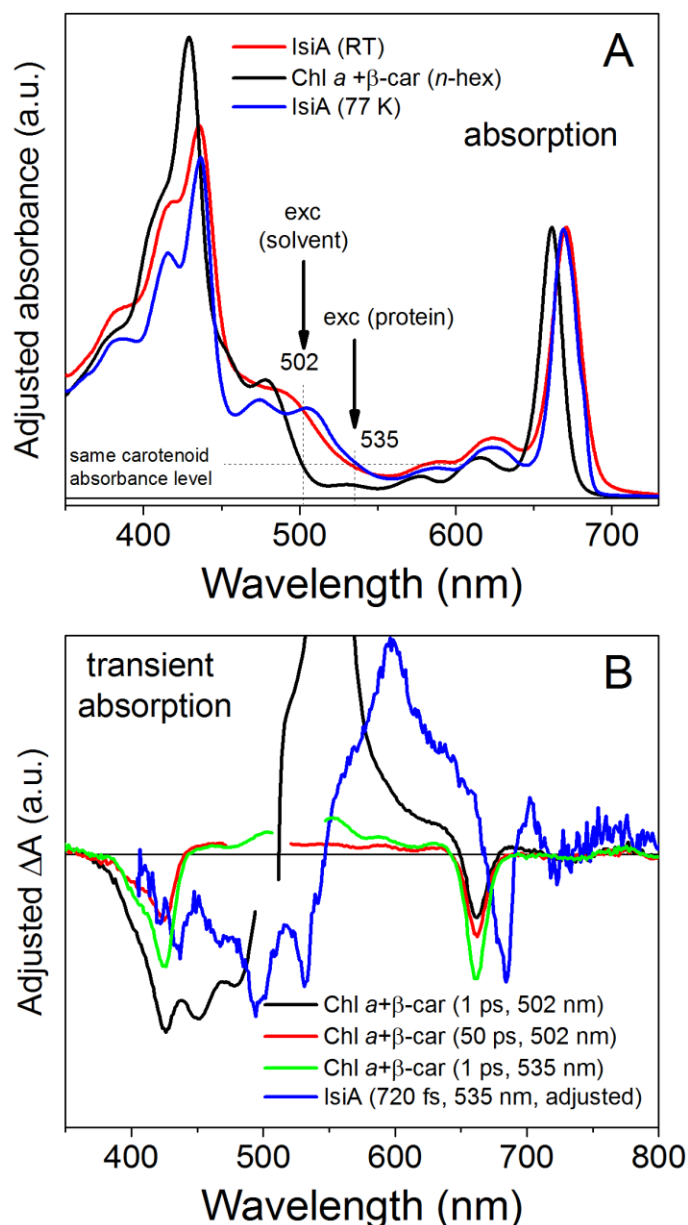 A
IsiA (RT)
Chl a +β-car (n-hex)
IsiA (77 K)
absorption
exc
(solvent)
exc (protein)
502
535
same carotenoid
absorbance level
Adjusted absorbance (a.u.)
400 500 600 700
Wavelength (nm)
transient
absorption
B
Chl a+β-car (1 ps, 502 nm)
Chl a+β-car (50 ps, 502 nm)
Chl a+β-car (1 ps, 535 nm)
IsiA (720 fs, 535 nm, adjusted)
Adjusted ΔA (a.u.)
400 500 600 700 800
Wavelength (nm)